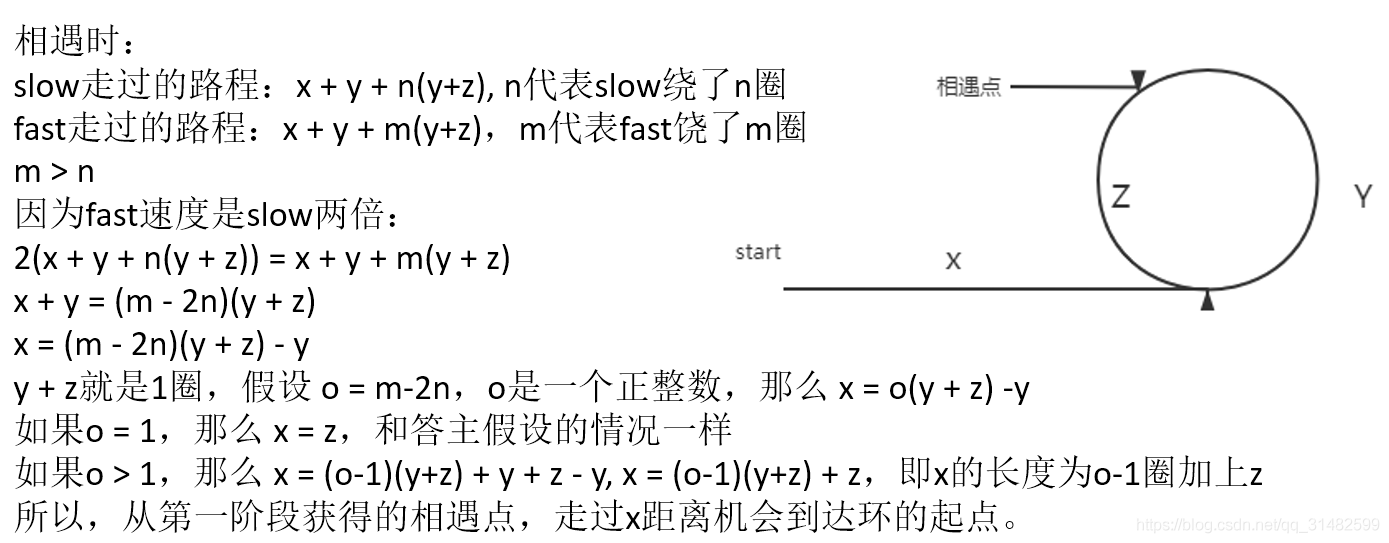 相遇时：
slow走过的路程：x + y + n(y+z), n代表slow绕了n圈
fast走过的路程：x + y + m(y+z)，m代表fast饶了m圈
m > n
因为fast速度是slow两倍：
2(x + y + n(y + z)) = x + y + m(y + z)
x + y = (m - 2n)(y + z)
x = (m - 2n)(y + z) - y
y + z就是1圈，假设 o = m-2n，o是一个正整数，那么 x = o(y + z) -y
如果o = 1，那么 x = z，和答主假设的情况一样
如果o > 1，那么 x = (o-1)(y+z) + y + z - y, x = (o-1)(y+z) + z，即x的长度为o-1圈加上z
所以，从第一阶段获得的相遇点，走过x距离机会到达环的起点。
相遇点
Z
Y
start
X
https://blog.csdn.net/qq_31482599